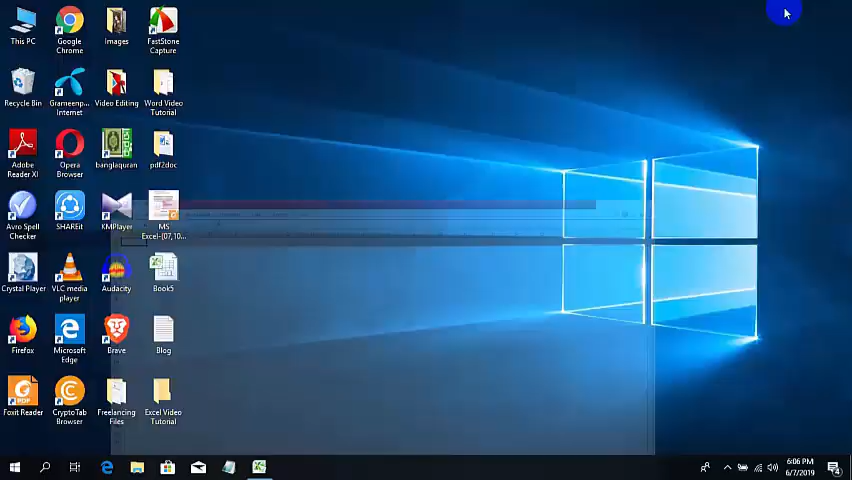 This PC
Google
Chrome
Images
FastStone
Capture
Recycle Bin
Grameenp...
Internet
Video Editing
Word Video
Tutorial
Adobe
Reader XI
Opera
Browser
banglaquran
pdf2doc
Avro Spell
Checker
SHAREit
KMPlayer
MS
Excel-(07,10...
Crystal Player
VLC media
player
Audacity
Book5
Firefox
Microsoft
Edge
Brave
Blog
Foxit Reader
CryptoTab
Browser
Freelancing
Files
Excel Video
Tutorial
6:06 PM
6/7/2019
4